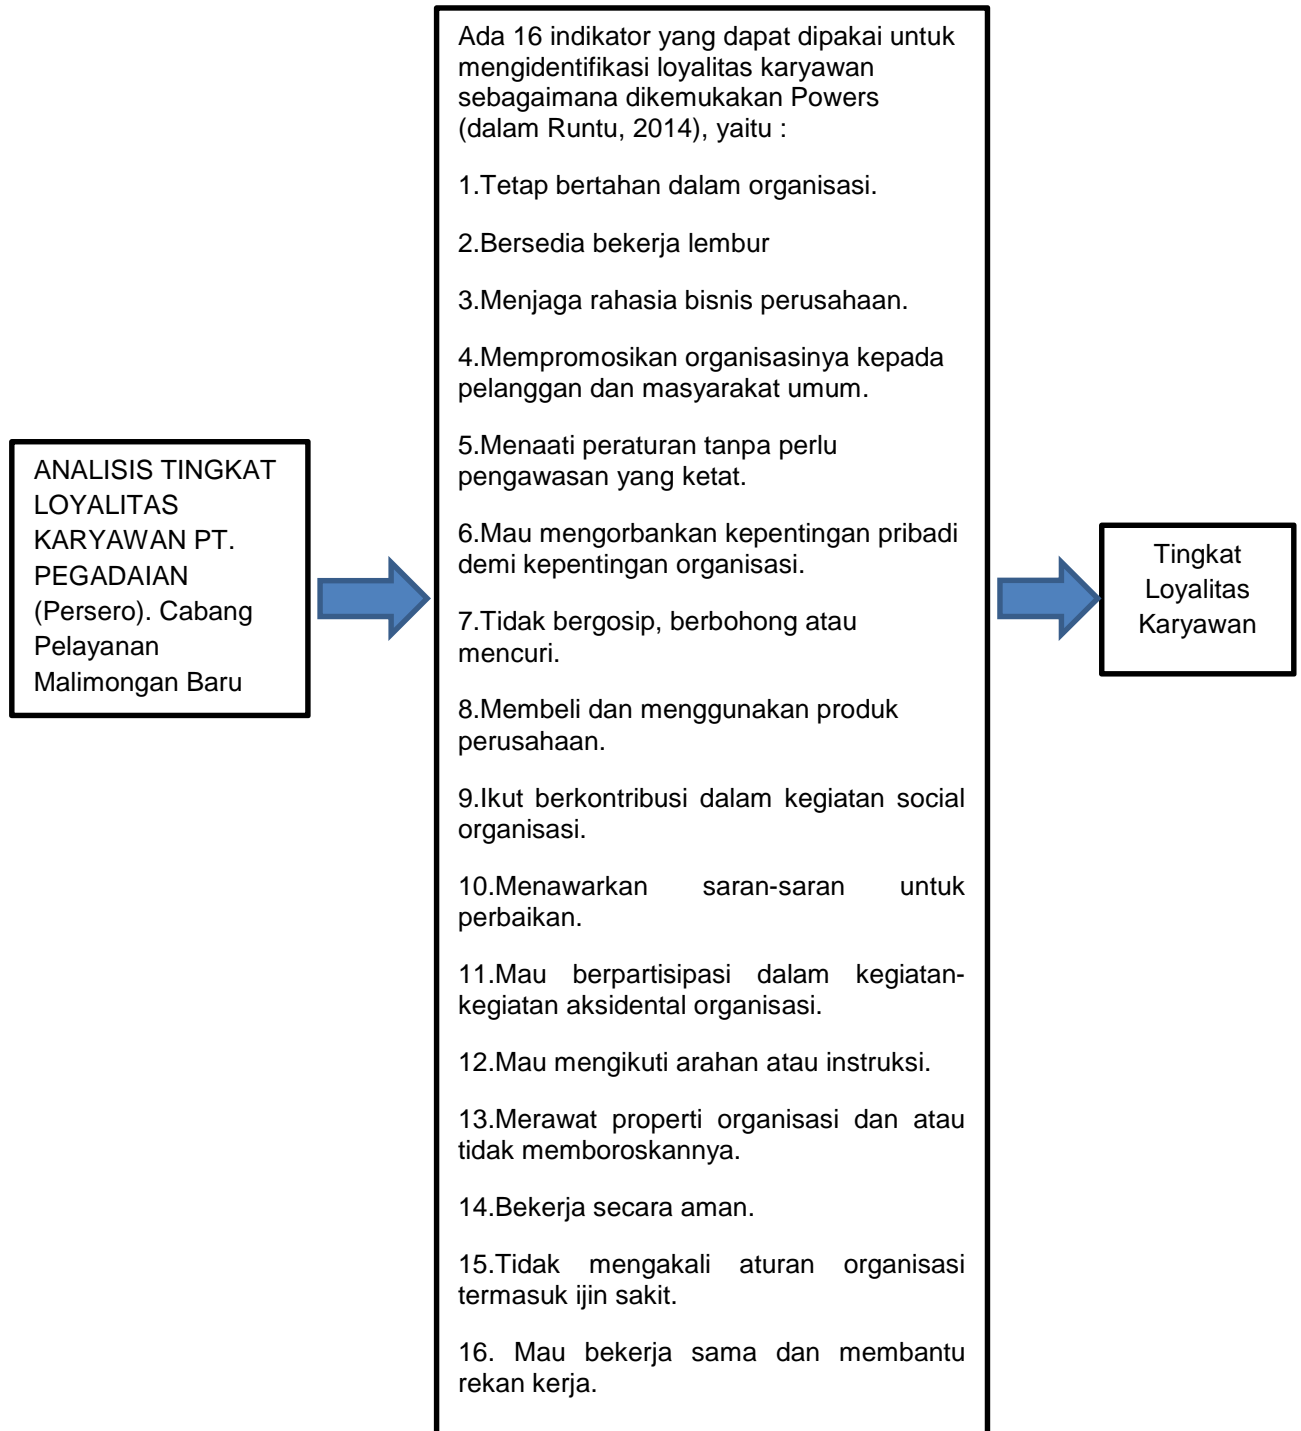 ANALISIS TINGKAT
LOYALITAS
KARYAWAN PT.
PEGADAIAN
(Persero). Cabang
Pelayanan
Malimongan Baru
Ada 16 indikator yang dapat dipakai untuk
mengidentifikasi loyalitas karyawan
sebagaimana dikemukakan Powers
(dalam Runtu, 2014), yaitu :
1.Tetap bertahan dalam organisasi.
2.Bersedia bekerja lembur
3.Menjaga rahasia bisnis perusahaan.
4.Mempromosikan organisasinya kepada
pelanggan dan masyarakat umum.
5.Menaati peraturan tanpa perlu
pengawasan yang ketat.
6.Mau mengorbankan kepentingan pribadi
demi kepentingan organisasi.
7.Tidak bergosip, berbohong atau
mencuri.
8.Membeli dan menggunakan produk
perusahaan.
9.Ikut berkontribusi dalam kegiatan social
organisasi.
10.Menawarkan saran-saran untuk
perbaikan.
11.Mau berpartisipasi dalam kegiatan-
kegiatan aksidental organisasi.
12.Mau mengikuti arahan atau instruksi.
13.Merawat properti organisasi dan atau
tidak memboroskannya.
14.Bekerja secara aman.
15.Tidak mengakali aturan organisasi
termasuk ijin sakit.
16. Mau bekerja sama dan membantu
rekan kerja.
Tingkat
Loyalitas
Karyawan